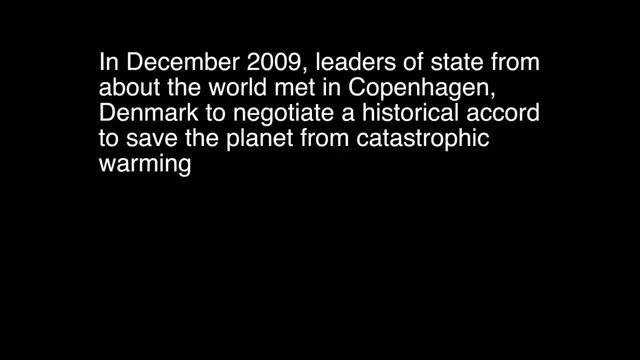 In December 2009, leaders of state from
about the world met in Copenhagen,
Denmark to negotiate a historical accord
to save the planet from catastrophic
warming